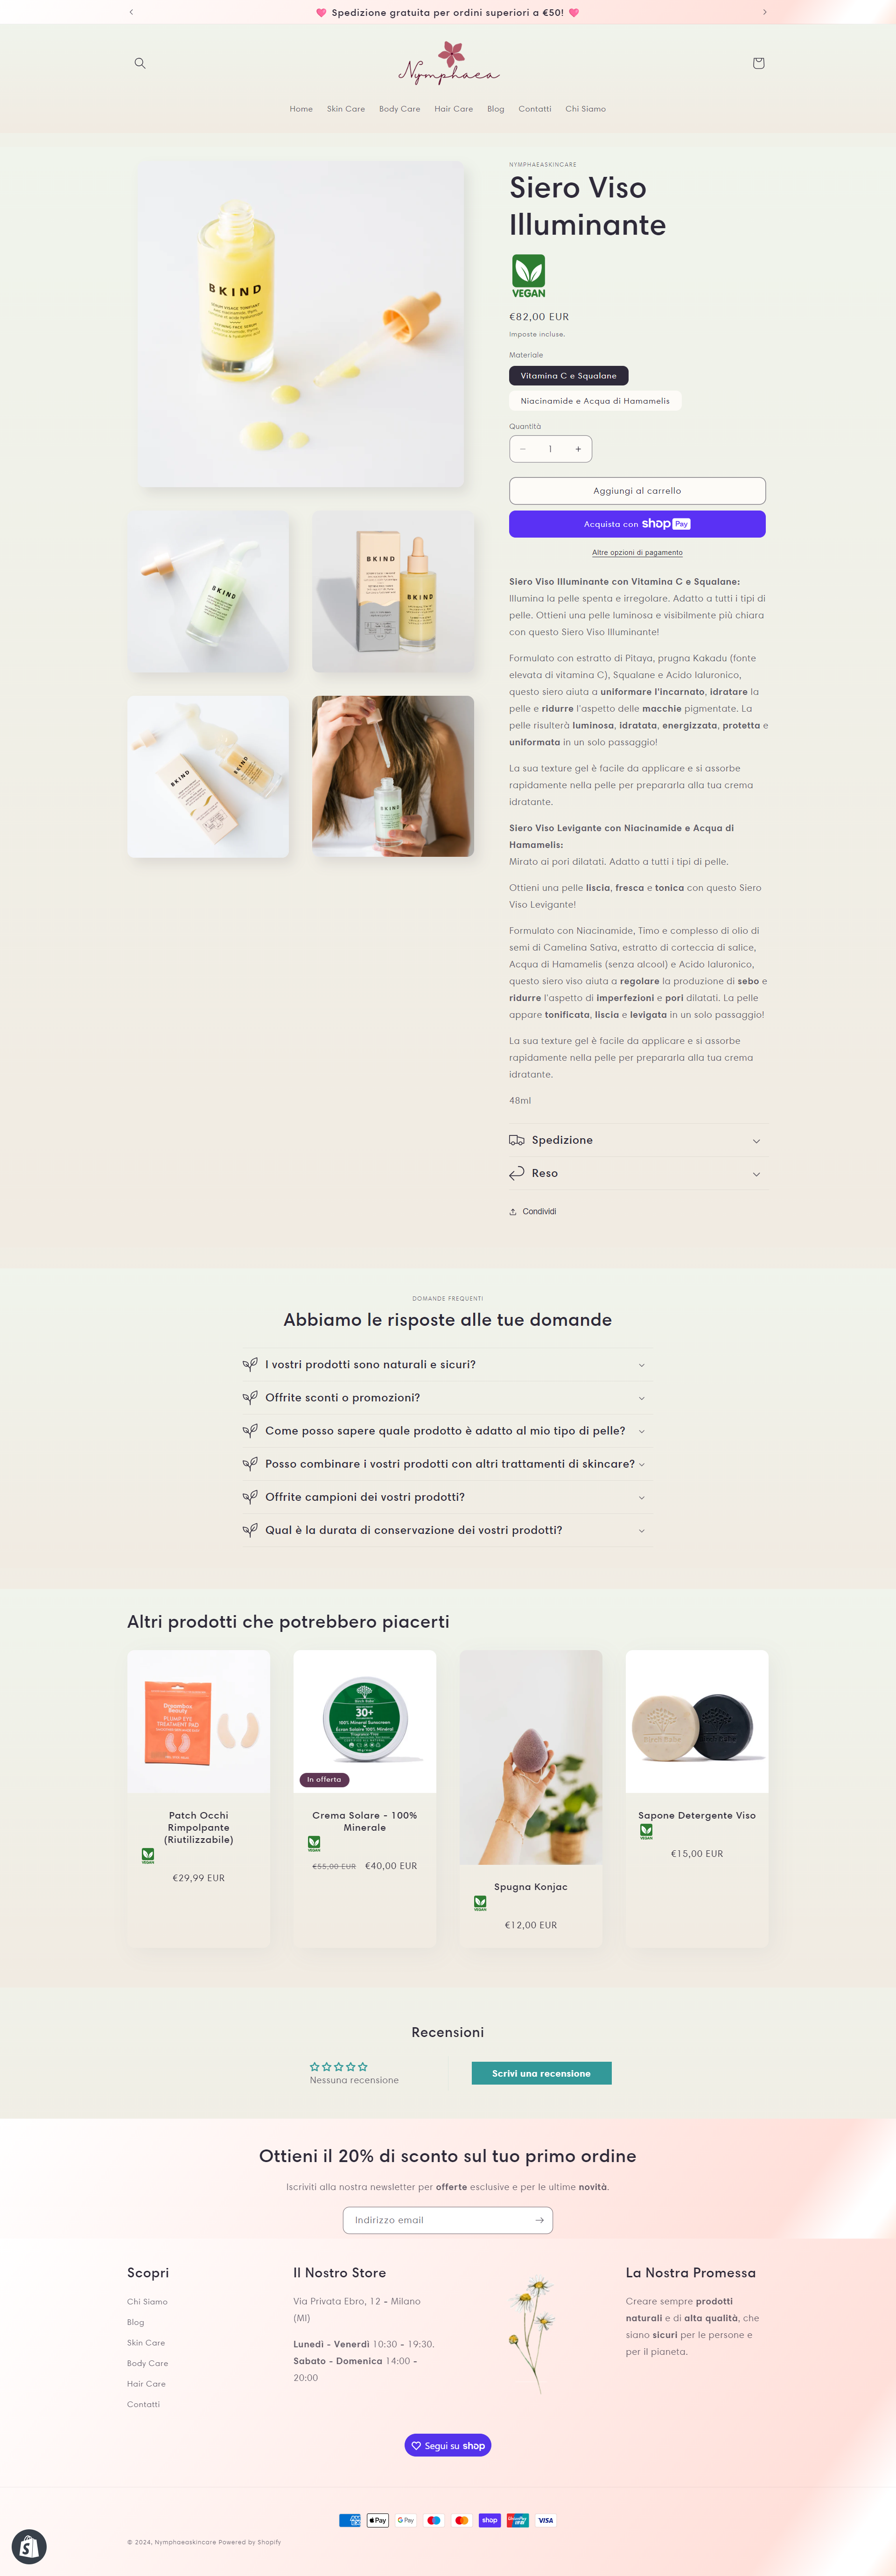 Spedizione gratuita per ordini superiori a €50!
Nymphaea
Home Skin Care Body Care Hair Care Blog Contatti Chi Siamo
NYMPHAEASKINCARE
Siero Viso
Illuminante
VEGAN
€82,00 EUR
Imposte incluse.
Materiale
Vitamina C e Squalane
Niacinamide e Acqua di Hamamelis
Quantità
1
Aggiungi al carrello
Acquista con shop Pay
Altre opzioni di pagamento
BKIND
BKIND
BKIND
BKIND
BKIND
BKIND
BKIND
Siero Viso Illuminante con Vitamina C e Squalane:
Illumina la pelle spenta e irregolare. Adatto a tutti i tipi di
pelle. Ottieni una pelle luminosa e visibilmente più chiara
con questo Siero Viso Illuminante!
Formulato con estratto di Pitaya, prugna Kakadu (fonte
elevata di vitamina C), Squalane e Acido Ialuronico,
questo siero aiuta a uniformare l'incarnato, idratare la
pelle e ridurre l'aspetto delle macchie pigmentate. La
pelle risulterà luminosa, idratata, energizzata, protetta e
uniformata in un solo passaggio!
La sua texture gel è facile da applicare e si assorbe
rapidamente nella pelle per prepararla alla tua crema
idratante.
Siero Viso Levigante con Niacinamide e Acqua di
Hamamelis:
Mirato ai pori dilatati. Adatto a tutti i tipi di pelle.
Ottieni una pelle liscia, fresca e tonica con questo Siero
Viso Levigante!
Formulato con Niacinamide, Timo e complesso di olio di
semi di Camelina Sativa, estratto di corteccia di salice,
Acqua di Hamamelis (senza alcool) e Acido Ialuronico,
questo siero viso aiuta a regolare la produzione di sebo e
ridurre l'aspetto di imperfezioni e pori dilatati. La pelle
appare tonificata, liscia e levigata in un solo passaggio!
La sua texture gel è facile da applicare e si assorbe
rapidamente nella pelle per prepararla alla tua crema
idratante.
48ml
Spedizione
Reso
Condividi
DOMANDE FREQUENTI
Abbiamo le risposte alle tue domande
I vostri prodotti sono naturali e sicuri?
Offrite sconti o promozioni?
Come posso sapere quale prodotto è adatto al mio tipo di pelle?
Posso combinare i vostri prodotti con altri trattamenti di skincare?
Offrite campioni dei vostri prodotti?
Qual è la durata di conservazione dei vostri prodotti?
Altri prodotti che potrebbero piacerti
PLUMP EYE
TREATMENT PAD
Patch Occhi
Rimpolpante
(Riutilizzabile)
VEGAN
€29,99 EUR
30+
100% Mineral Sunscreen
In offerta
Crema Solare - 100%
Minerale
VEGAN
€55,00 EUR €40,00 EUR
Spugna Konjac
VEGAN
€12,00 EUR
Sapone Detergente Viso
VEGAN
€15,00 EUR
Recensioni
Nessuna recensione
Scrivi una recensione
Ottieni il 20% di sconto sul tuo primo ordine
Iscriviti alla nostra newsletter per offerte esclusive e per le ultime novità.
Indirizzo email
Scopri
Chi Siamo
Blog
Skin Care
Body Care
Hair Care
Contatti
Il Nostro Store
Via Privata Ebro, 12 - Milano
(MI)
Lunedì - Venerdì 10:30 - 19:30.
Sabato - Domenica 14:00 -
20:00
La Nostra Promessa
Creare sempre prodotti
naturali e di alta qualità, che
siano sicuri per le persone e
per il pianeta.
Segui su shop
Apple Pay
G Pay
shop
UnionPay
VISA
© 2024, Nymphaeaskincare Powered by Shopify